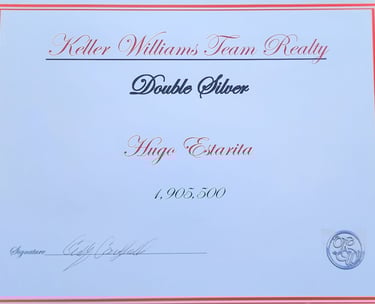 Keller Williams Team Realty
Double Silver
Hugo Estarita
1,905,500
Signature